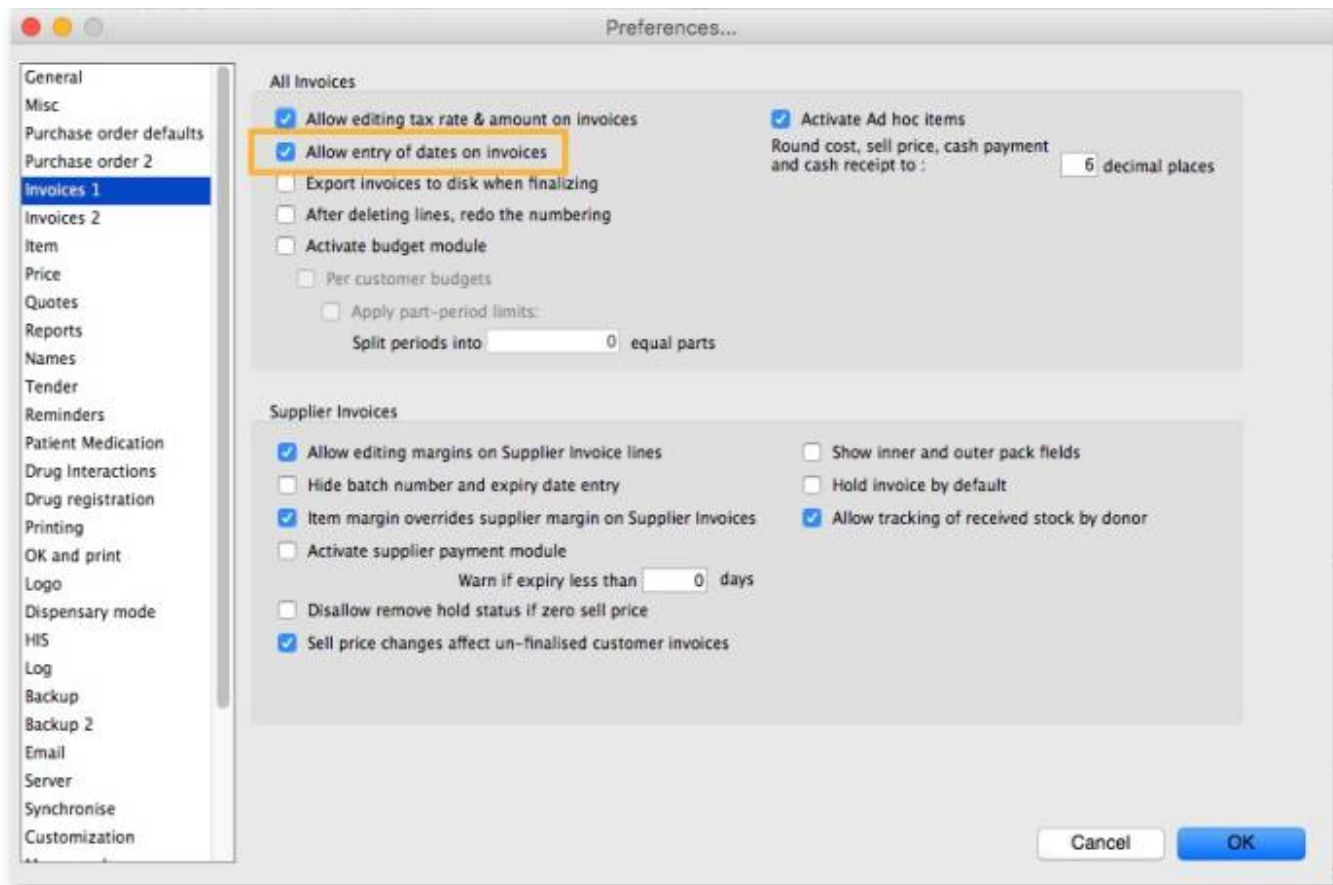 Preferences...
General
Misc
Purchase order defaults
Purchase order 2
Invoices 1
Invoices 2
Item
Price
Quotes
Reports
Names
Tender
Reminders
Patient Medication
Drug Interactions
Drug registration
Printing
OK and print
Logo
Dispensary mode
HIS
Log
Backup
Backup 2
Email
Server
Synchronise
Customization
All Invoices
Allow editing tax rate & amount on invoices
Allow entry of dates on invoices
Export invoices to disk when finalizing
After deleting lines, redo the numbering
Activate budget module
Per customer budgets
Apply part-period limits:
Split periods into 0 equal parts
Activate Ad hoc items
Round cost, sell price, cash payment
and cash receipt to : 6 decimal places
Supplier Invoices
Allow editing margins on Supplier Invoice lines
Hide batch number and expiry date entry
Item margin overrides supplier margin on Supplier Invoices
Activate supplier payment module
Warn if expiry less than 0 days
Disallow remove hold status if zero sell price
Sell price changes affect un-finalised customer invoices
Show inner and outer pack fields
Hold invoice by default
Allow tracking of received stock by donor
Cancel
OK